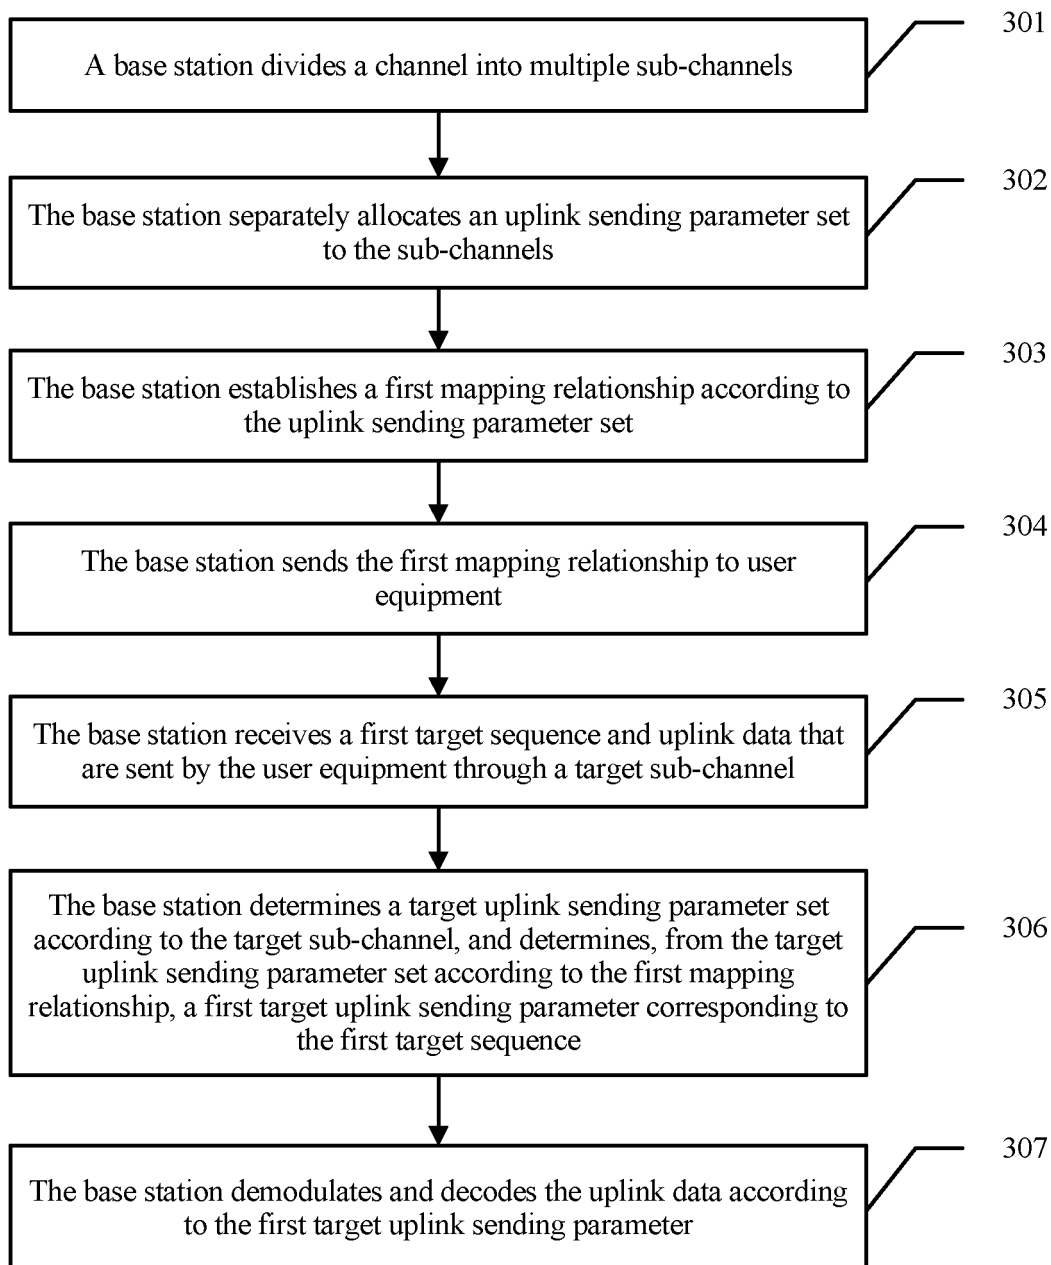 301
A base station divides a channel into multiple sub-channels
302
The base station separately allocates an uplink sending parameter set
to the sub-channels
303
The base station establishes a first mapping relationship according to
the uplink sending parameter set
304
The base station sends the first mapping relationship to user
equipment
305
The base station receives a first target sequence and uplink data that
are sent by the user equipment through a target sub-channel
306
The base station determines a target uplink sending parameter set
according to the target sub-channel, and determines, from the target
uplink sending parameter set according to the first mapping
relationship, a first target uplink sending parameter corresponding to
the first target sequence
307
The base station demodulates and decodes the uplink data according
to the first target uplink sending parameter